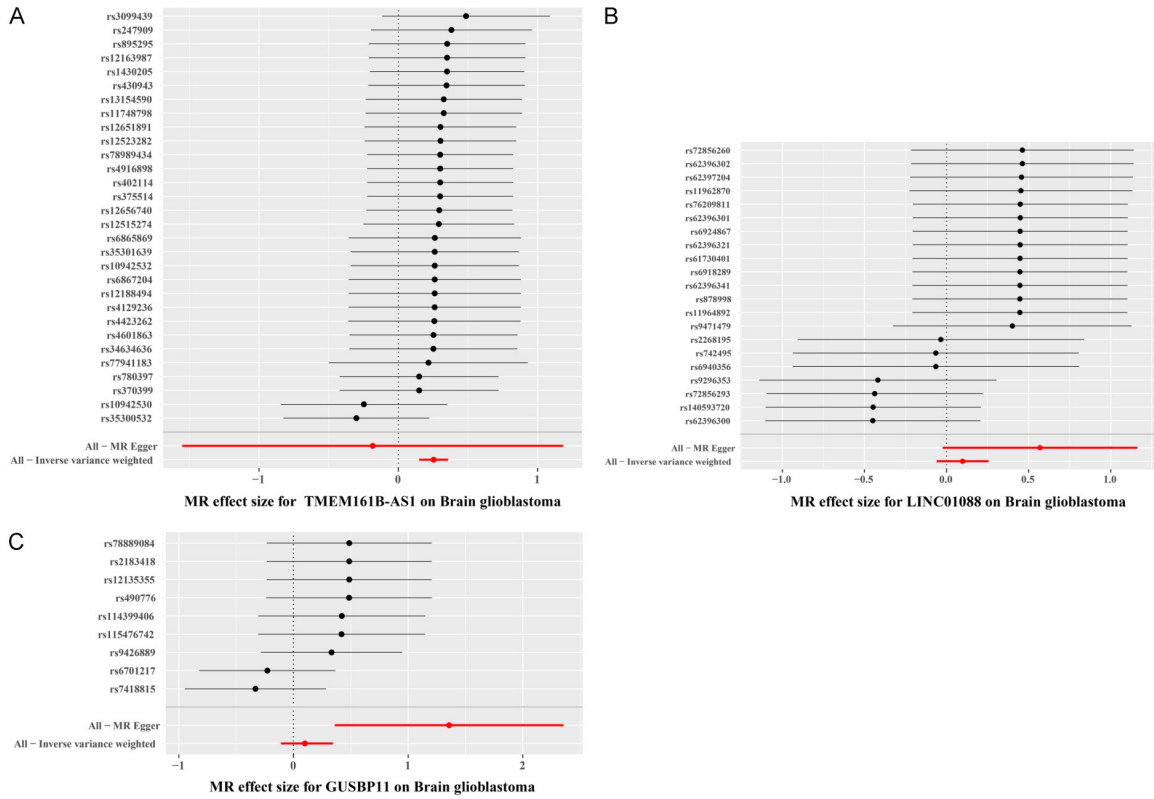 A
rs3099439
rs247909
rs895295
rs12163987
rs1430205
rs430943
rs13154590
rs11748798
rs12651891
rs12523282
rs78989434
rs4916898
rs402114
rs375514
rs12656740
rs12515274
rs6865869
rs35301639
rs10942532
rs6867204
rs12188494
rs4129236
rs4423262
rs4601863
rs34634636
rs77941183
rs780397
rs370399
rs10942530
rs35300532
All − MR Egger
All − Inverse variance weighted
−1 0 1
MR effect size for TMEM161B-AS1 on Brain glioblastoma
B
rs72856260
rs62396302
rs62397204
rs11962870
rs76209811
rs62396301
rs6924867
rs62396321
rs61730401
rs6918289
rs62396341
rs878998
rs11964892
rs9471479
rs2268195
rs742495
rs6940356
rs9296353
rs72856293
rs140593720
rs62396300
All − MR Egger
All − Inverse variance weighted
−1.0 −0.5 0.0 0.5 1.0
MR effect size for LINC01088 on Brain glioblastoma
C
rs78889084
rs2183418
rs12135355
rs490776
rs114399406
rs115476742
rs9426889
rs6701217
rs7418815
All − MR Egger
All − Inverse variance weighted
−1 0 1 2
MR effect size for GUSBP11 on Brain glioblastoma